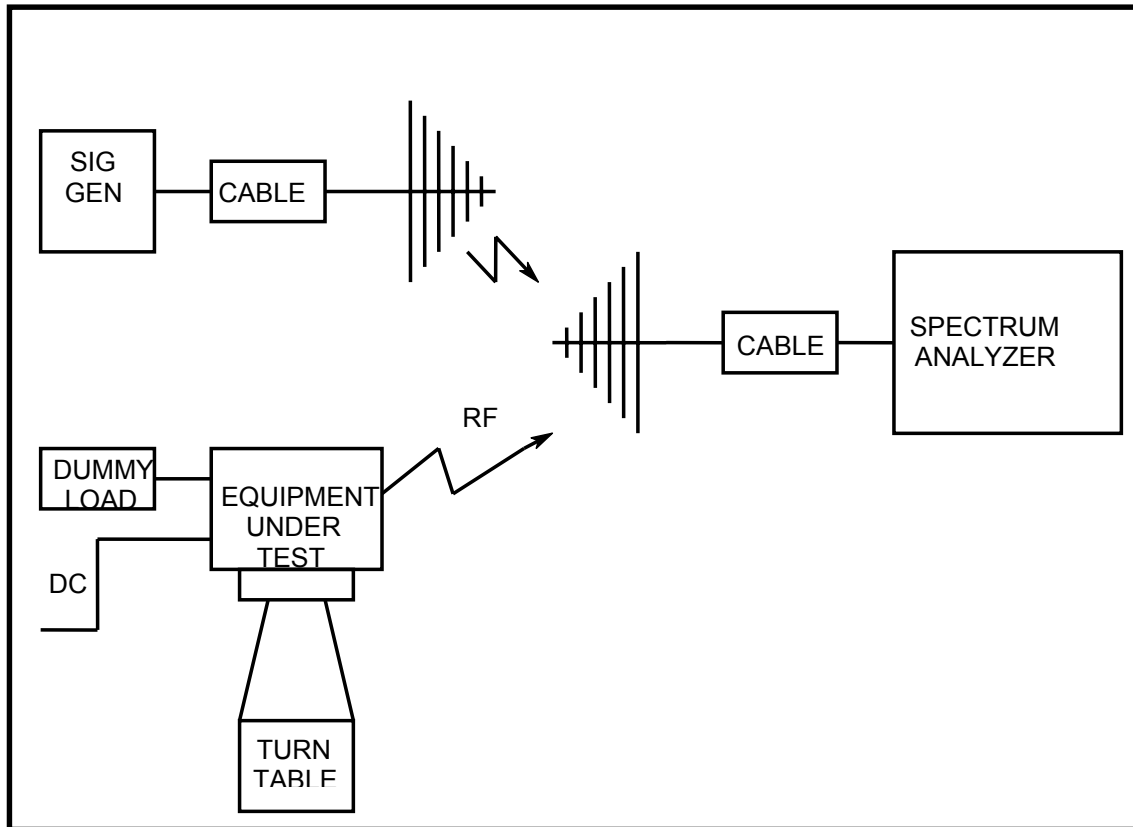 SIG
GEN
CABLE
SPECTRUM
ANALYZER
CABLE
RF
DUMMY
LOAD
EQUIPMENT
UNDER
TEST
DC
TURN
TABLE